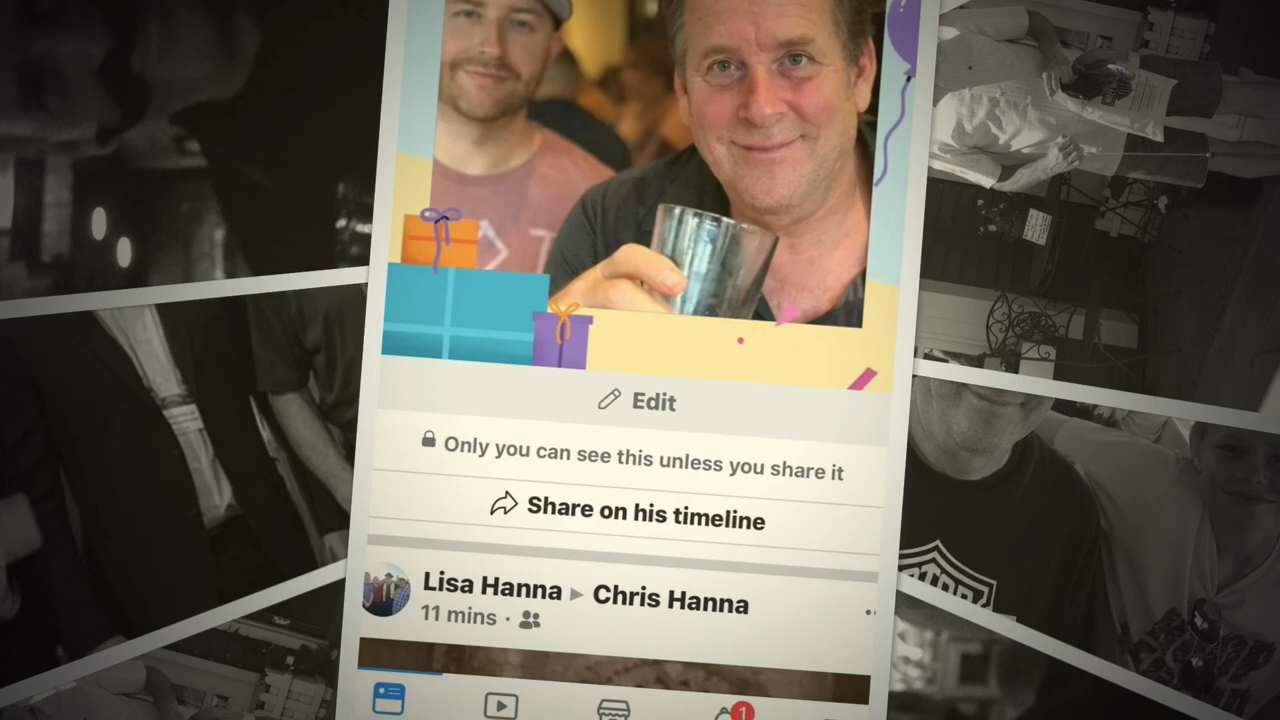 Edit
Only you can see this unless you share it
Share on his timeline
Lisa Hanna ▸ Chris Hanna
11 mins ·
1